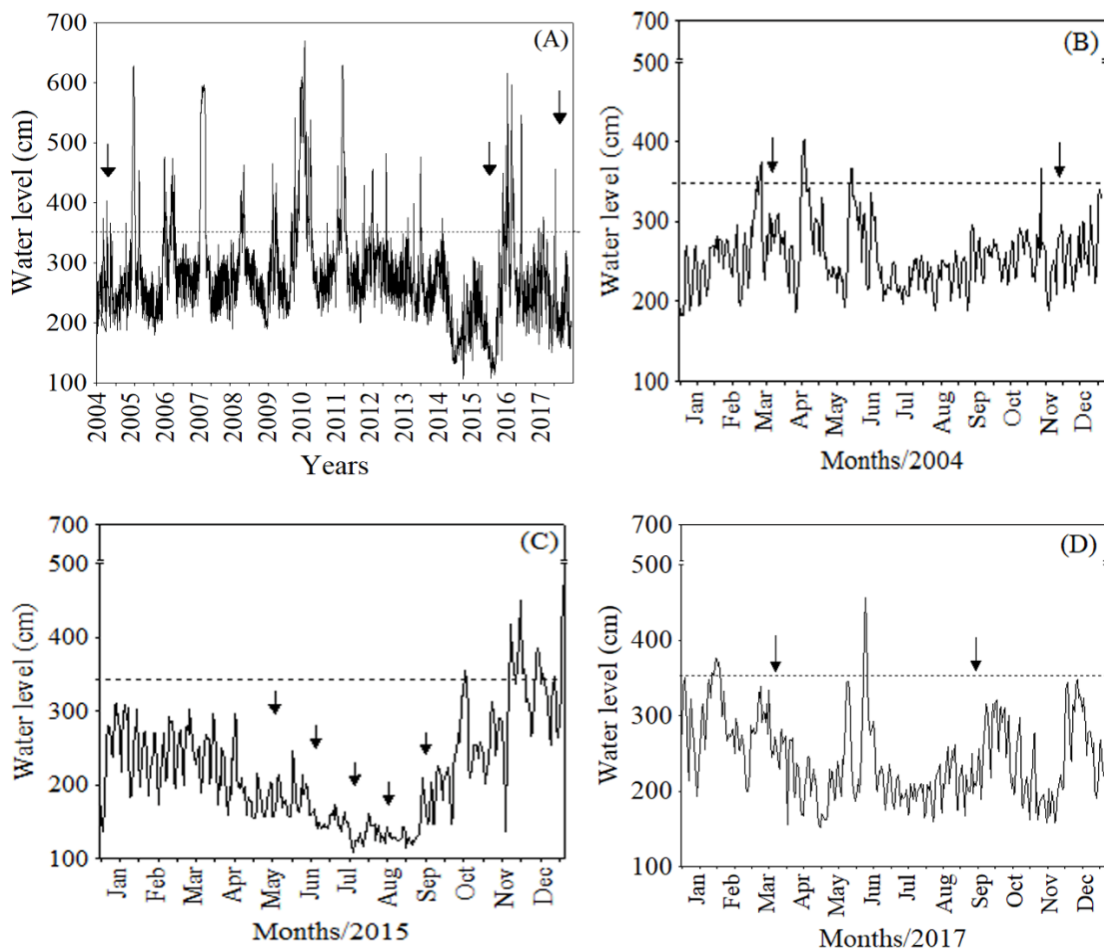 700
600
500
400
300
200
100
Water level (cm)
(A)
2004
2005
2006
2007
2008
2009
2010
2011
2012
2013
2014
2015
2016
2017
Years
700
500
400
300
200
100
Water level (cm)
(B)
Jan
Feb
Mar
Apr
May
Jun
Jul
Aug
Sep
Oct
Nov
Dec
Months/2004
700
500
400
300
200
100
Water level (cm)
(C)
Jan
Feb
Mar
Apr
May
Jun
Jul
Aug
Sep
Oct
Nov
Dec
Months/2015
700
500
400
300
200
100
Water level (cm)
(D)
Jan
Feb
Mar
Apr
May
Jun
Jul
Aug
Sep
Oct
Nov
Dec
Months/2017